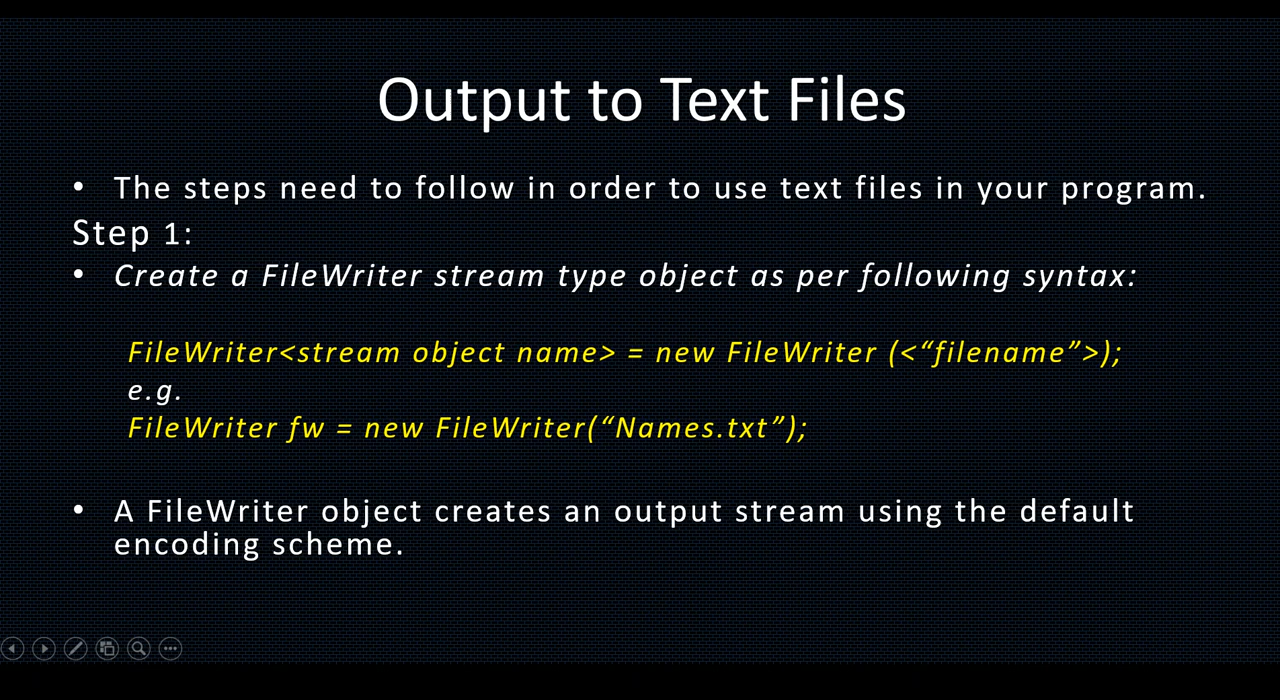 Output to Text Files
• The steps need to follow in order to use text files in your program.
Step 1:
• Create a FileWriter stream type object as per following syntax:
FileWriter<stream object name> = new FileWriter (<“filename”>);
e.g.
FileWriter fw = new FileWriter(“Names.txt”);
• A FileWriter object creates an output stream using the default
encoding scheme.